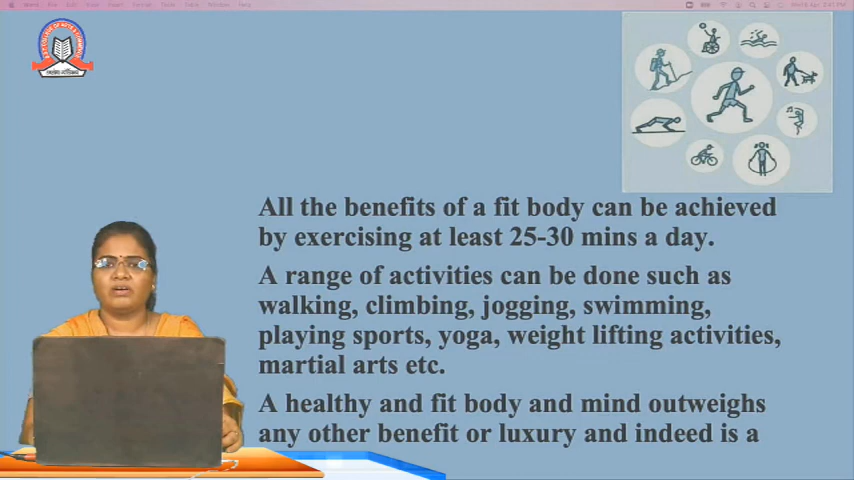 All the benefits of a fit body can be achieved
by exercising at least 25-30 mins a day.
A range of activities can be done such as
walking, climbing, jogging, swimming,
playing sports, yoga, weight lifting activities,
martial arts etc.
A healthy and fit body and mind outweighs
any other benefit or luxury and indeed is a